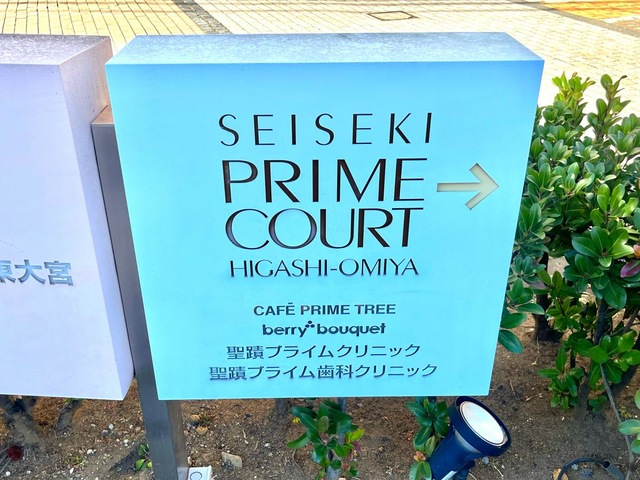 SEISEKI
PRIME
COURT
HIGASHI-OMIYA
CAFĒ PRIME TREE
berry bouquet
聖蹟プライムクリニック
聖蹟プライム歯科クリニック
東大宮